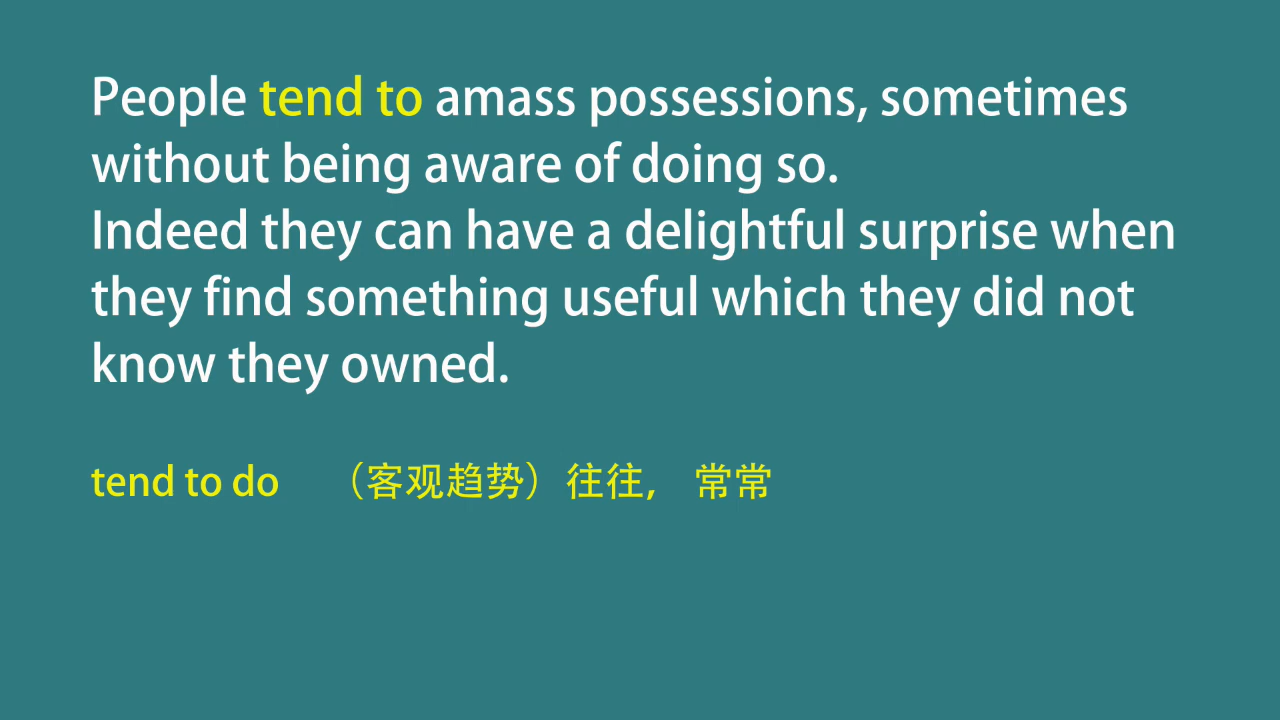 People tend to amass possessions, sometimes
without being aware of doing so.
Indeed they can have a delightful surprise when
they find something useful which they did not
know they owned.
tend to do （客观趋势）往往， 常常